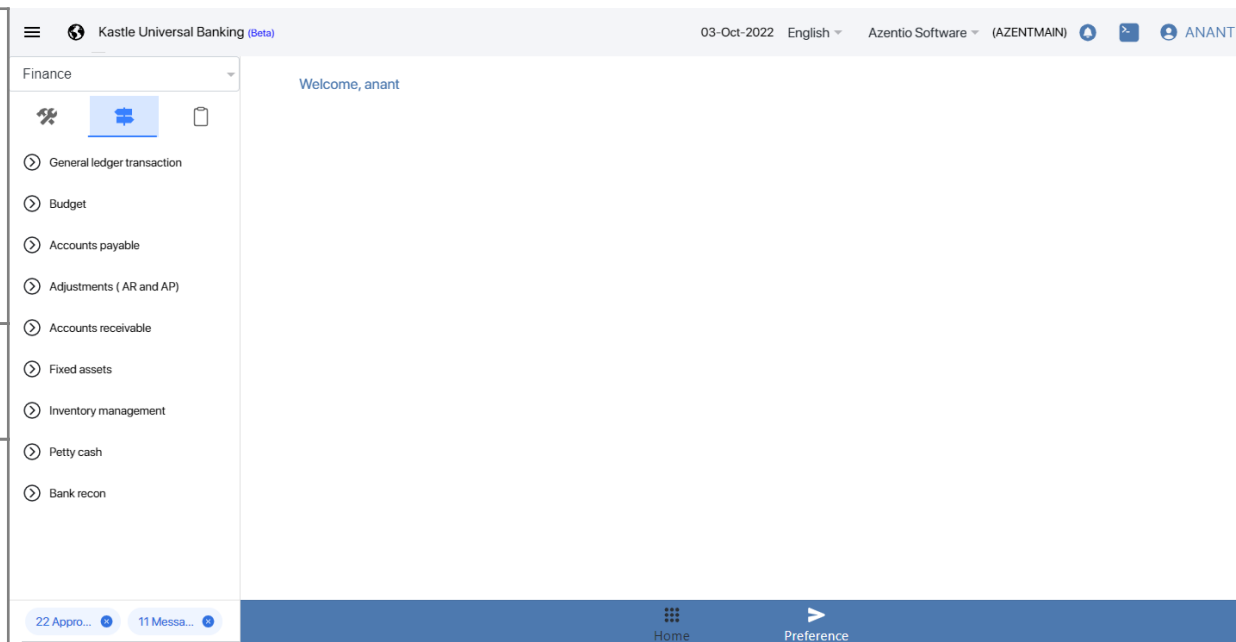 Kastle Universal Banking (Beta)
03-Oct-2022 English Azentio Software (AZENTMAIN) ANANT
Finance
Welcome, anant
General ledger transaction
Budget
Accounts payable
Adjustments ( AR and AP)
Accounts receivable
Fixed assets
Inventory management
Petty cash
Bank recon
22 Appro... 11 Messa...
Home Preference